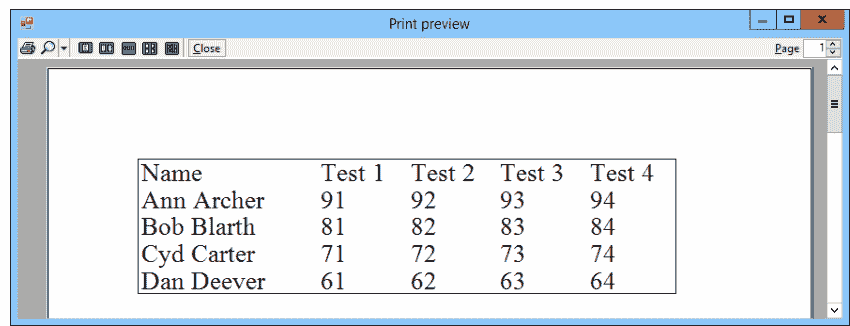 Print preview
Close Page 1
Name Test 1 Test 2 Test 3 Test 4
Ann Archer 91 92 93 94
Bob Blarth 81 82 83 84
Cyd Carter 71 72 73 74
Dan Deever 61 62 63 64